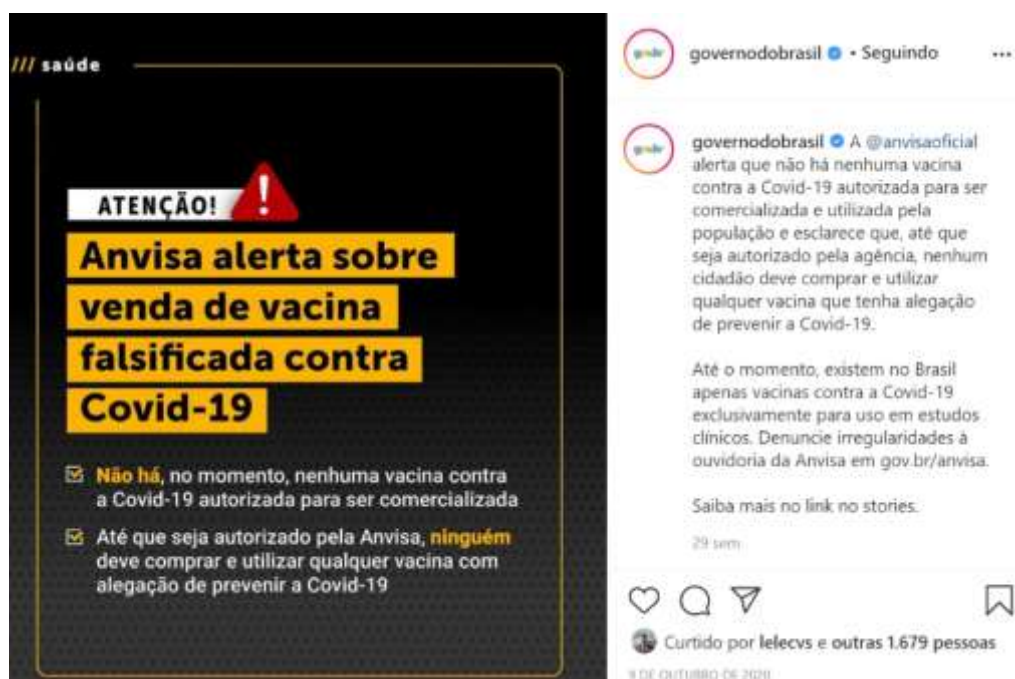 /// saúde
ATENÇÃO!
Anvisa alerta sobre
venda de vacina
falsificada contra
Covid-19
Não há, no momento, nenhuma vacina contra
a Covid-19 autorizada para ser comercializada
Até que seja autorizado pela Anvisa, ninguém
deve comprar e utilizar qualquer vacina com
alegação de prevenir a Covid-19
governodobrasil • Seguindo
governodobrasil A @anvisaoficial
alerta que não há nenhuma vacina
contra a Covid-19 autorizada para ser
comercializada e utilizada pela
população e esclarece que, até que
seja autorizado pela agência, nenhum
cidadão deve comprar e utilizar
qualquer vacina que tenha alegação
de prevenir a Covid-19.
Até o momento, existem no Brasil
apenas vacinas contra a Covid-19
exclusivamente para uso em estudos
clínicos. Denuncie irregularidades à
ouvidoria da Anvisa em gov.br/anvisa.
Saiba mais no link no stories.
29 sem
Curtido por lelecvs e outras 1.679 pessoas
9 DE OUTUBRO DE 2020